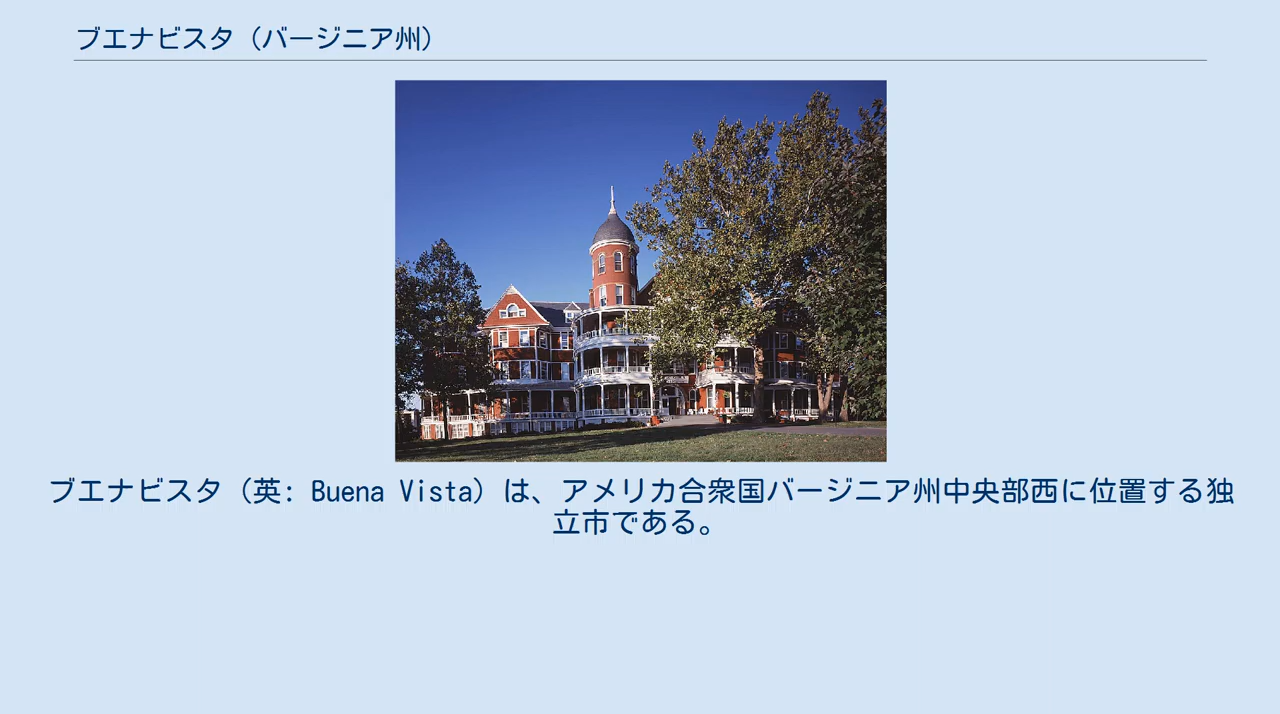 ブエナビスタ（バージニア州）
ブエナビスタ（英: Buena Vista）は、アメリカ合衆国バージニア州中央部西に位置する独
立市である。